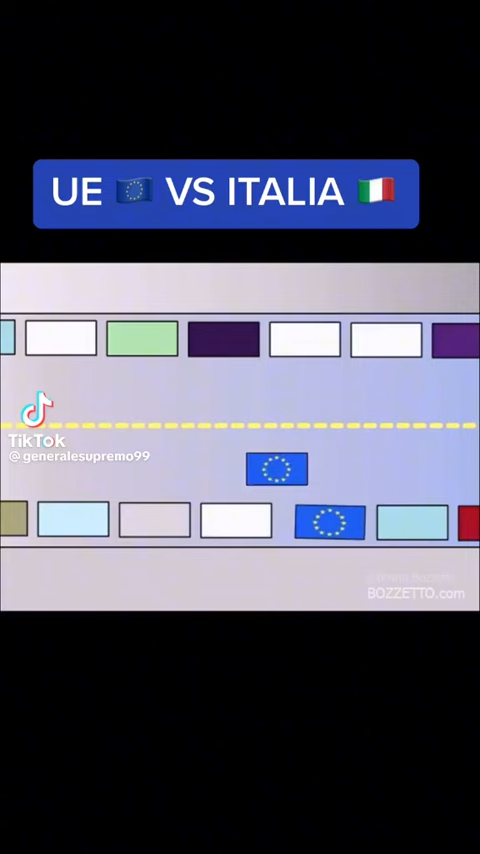 UE 🇪🇺 VS ITALIA 🇮🇹
TikTok
@generalesupremo99
BOZZETTO.com